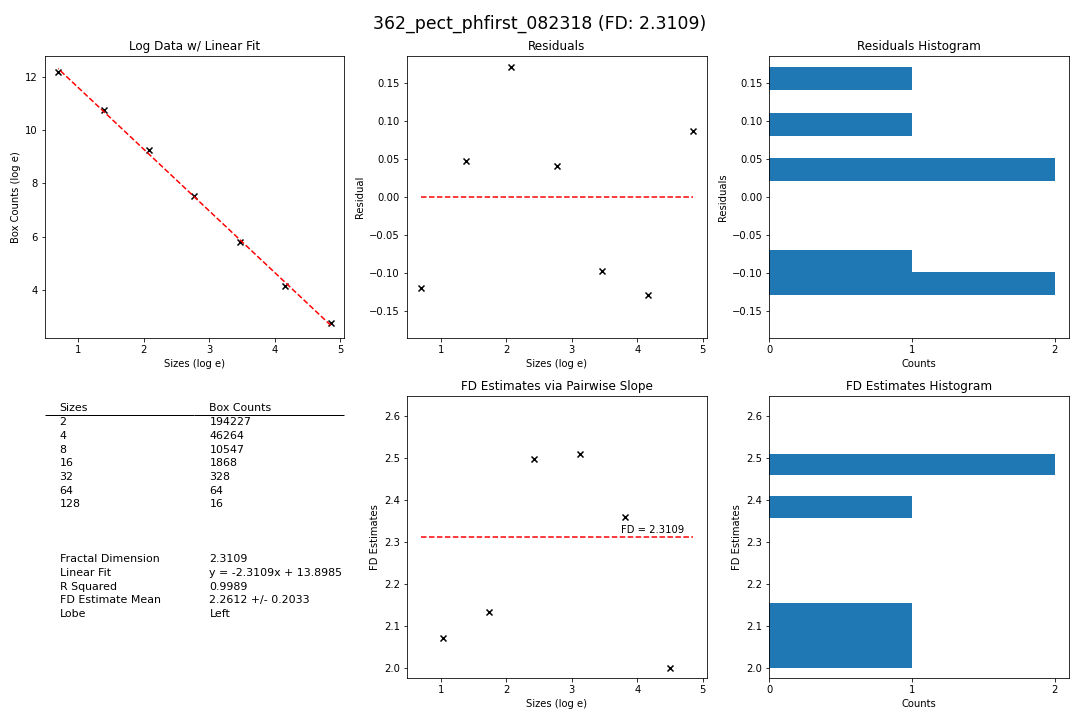 362_pect_phfirst_082318 (FD: 2.3109)
Log Data w/ Linear Fit
12
10
8
6
4
Box Counts (log e)
1 2 3 4 5
Sizes (log e)
Residuals
0.15
0.10
0.05
0.00
−0.05
−0.10
−0.15
Residual
1 2 3 4 5
Sizes (log e)
Residuals Histogram
0.15
0.10
0.05
0.00
−0.05
−0.10
−0.15
Residuals
0 1 2
Counts
Sizes Box Counts
2 194227
4 46264
8 10547
16 1868
32 328
64 64
128 16
Fractal Dimension 2.3109
Linear Fit y = -2.3109x + 13.8985
R Squared 0.9989
FD Estimate Mean 2.2612 +/- 0.2033
Lobe Left
FD Estimates via Pairwise Slope
2.6
2.5
2.4
2.3
2.2
2.1
2.0
FD Estimates
FD = 2.3109
1 2 3 4 5
Sizes (log e)
FD Estimates Histogram
2.6
2.5
2.4
2.3
2.2
2.1
2.0
FD Estimates
0 1 2
Counts